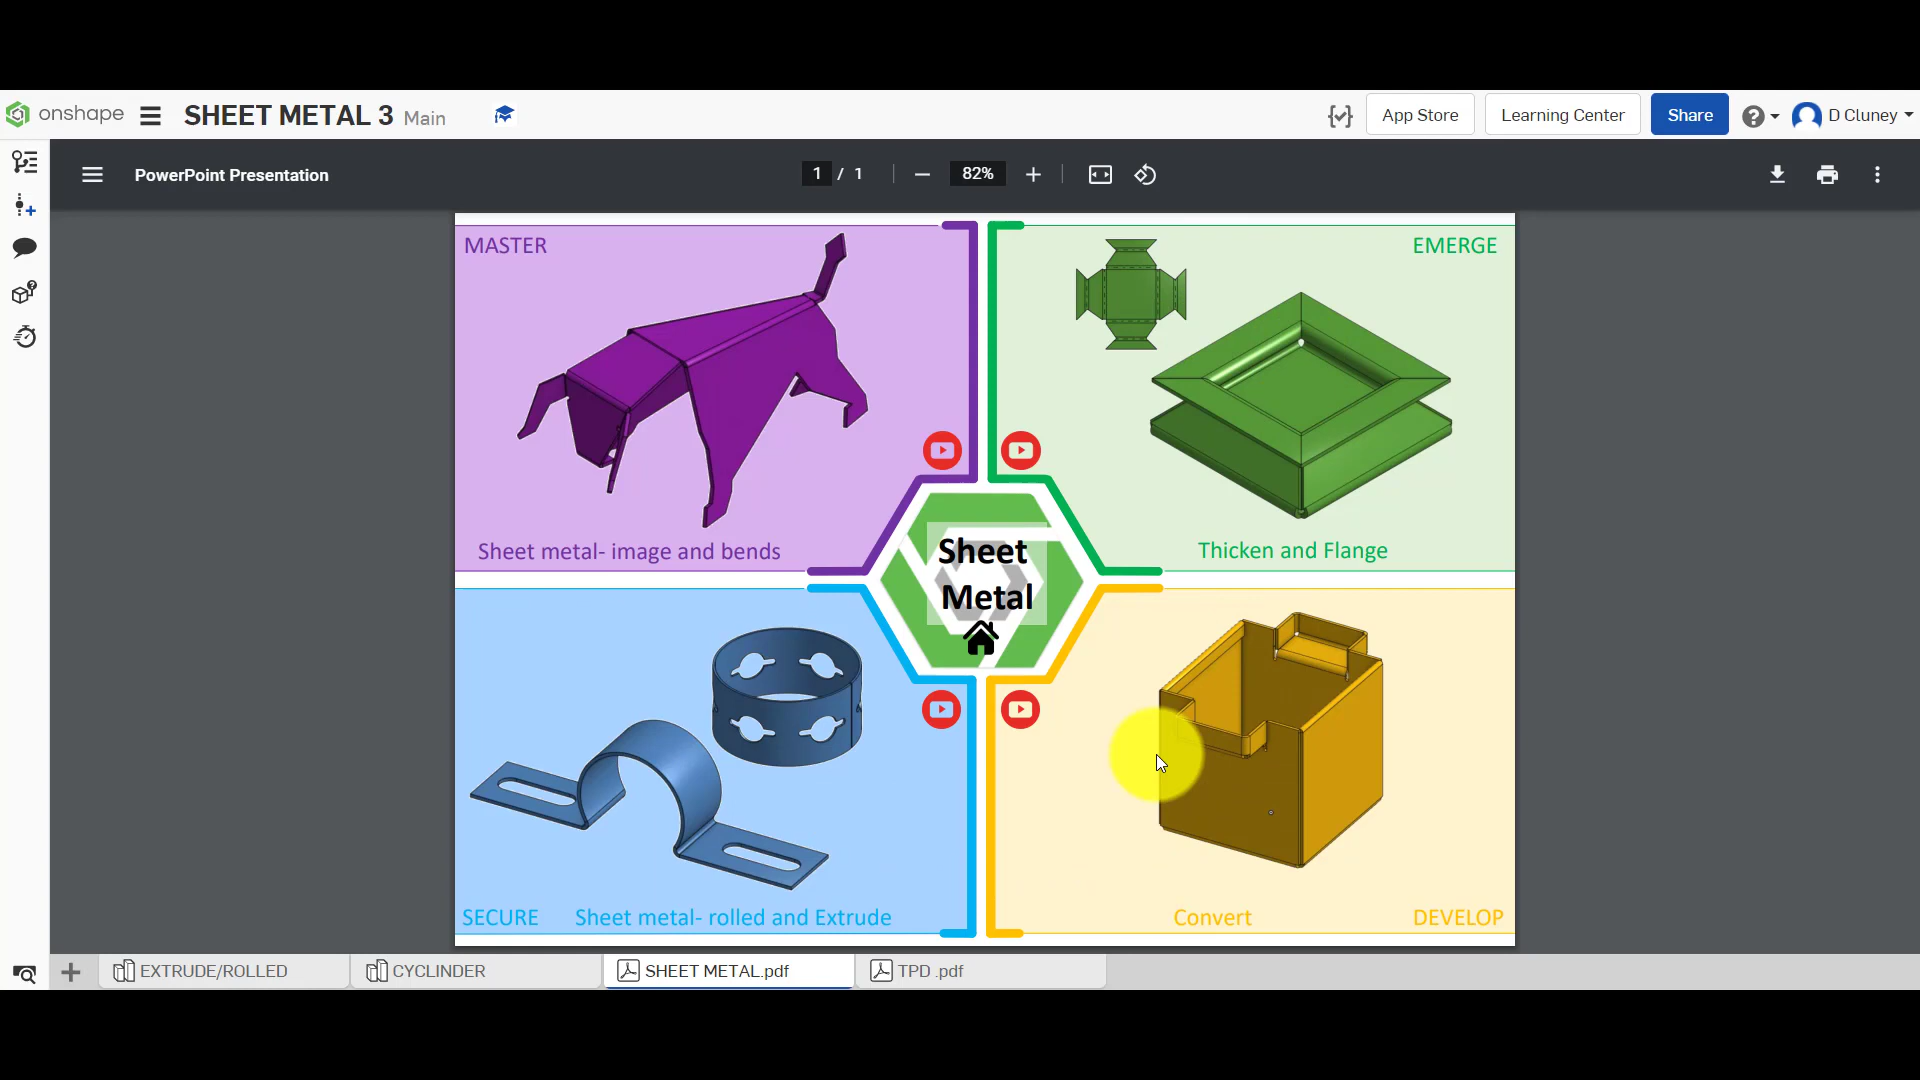 onshape SHEET METAL 3 Main App Store Learning Center Share D Cluney
PowerPoint Presentation 1 / 1 82%
MASTER
EMERGE
Sheet metal- image and bends
Thicken and Flange
Sheet
Metal
SECURE Sheet metal- rolled and Extrude
Convert DEVELOP
EXTRUDE/ROLLED CYCLINDER SHEET METAL.pdf TPD .pdf